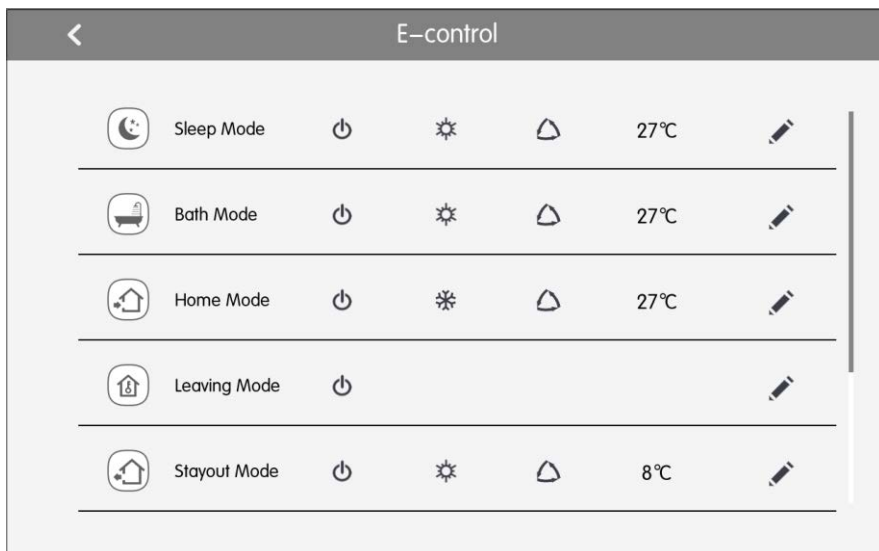 E-control
Sleep Mode 27℃
Bath Mode 27℃
Home Mode 27℃
Leaving Mode
Stayout Mode 8℃